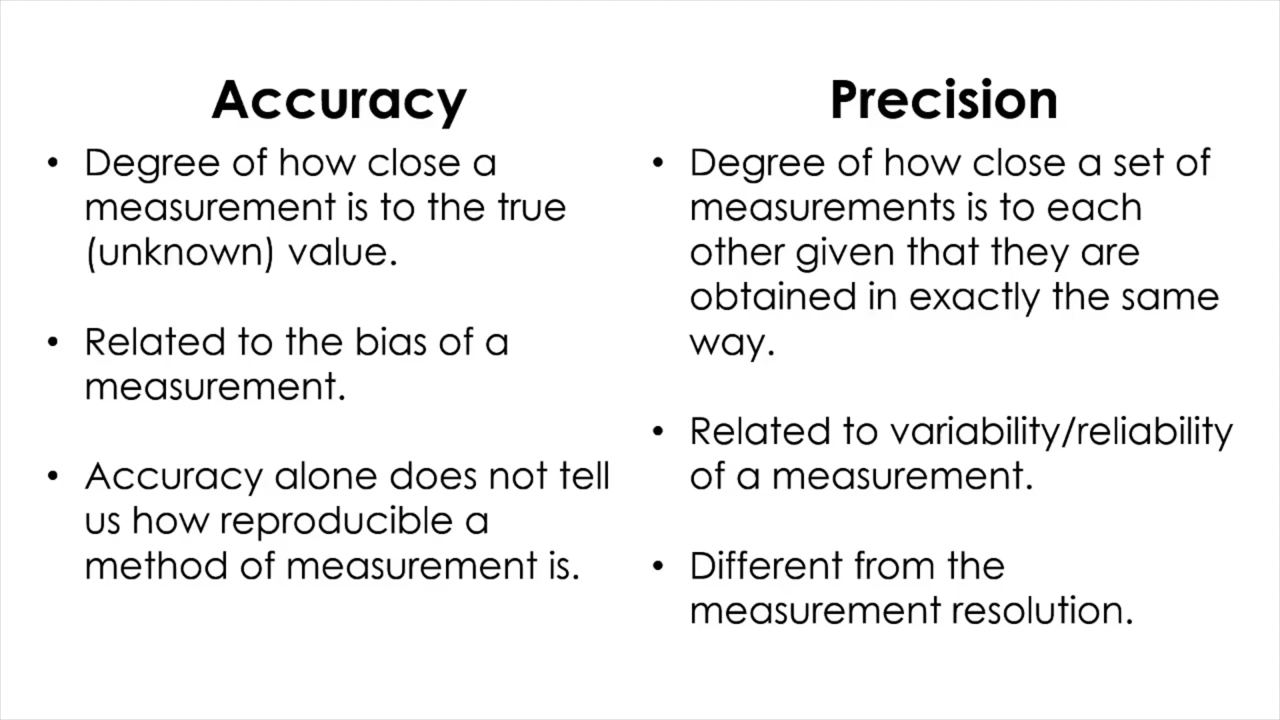 Accuracy
• Degree of how close a
measurement is to the true
(unknown) value.
• Related to the bias of a
measurement.
• Accuracy alone does not tell
us how reproducible a
method of measurement is.
Precision
• Degree of how close a set of
measurements is to each
other given that they are
obtained in exactly the same
way.
• Related to variability/reliability
of a measurement.
• Different from the
measurement resolution.